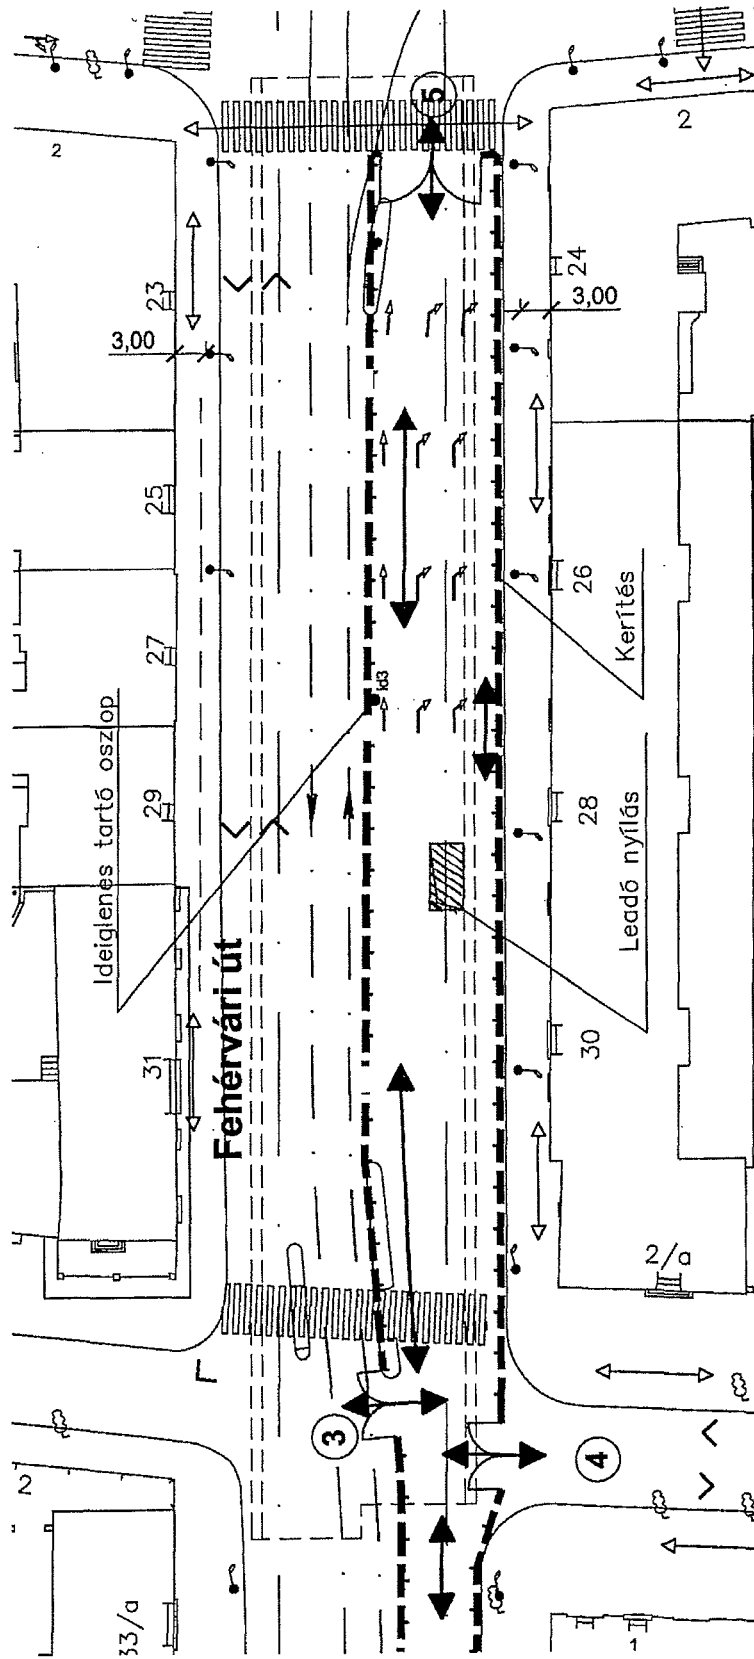 5
2
2
23
24
3,00
3,00
25
26
Kerítés
27
Id3
Ideiglenes tartó oszlop
29
28
Leadó nyílás
Fehérvári út
31
30
2/a
3
4
2
33/a
1